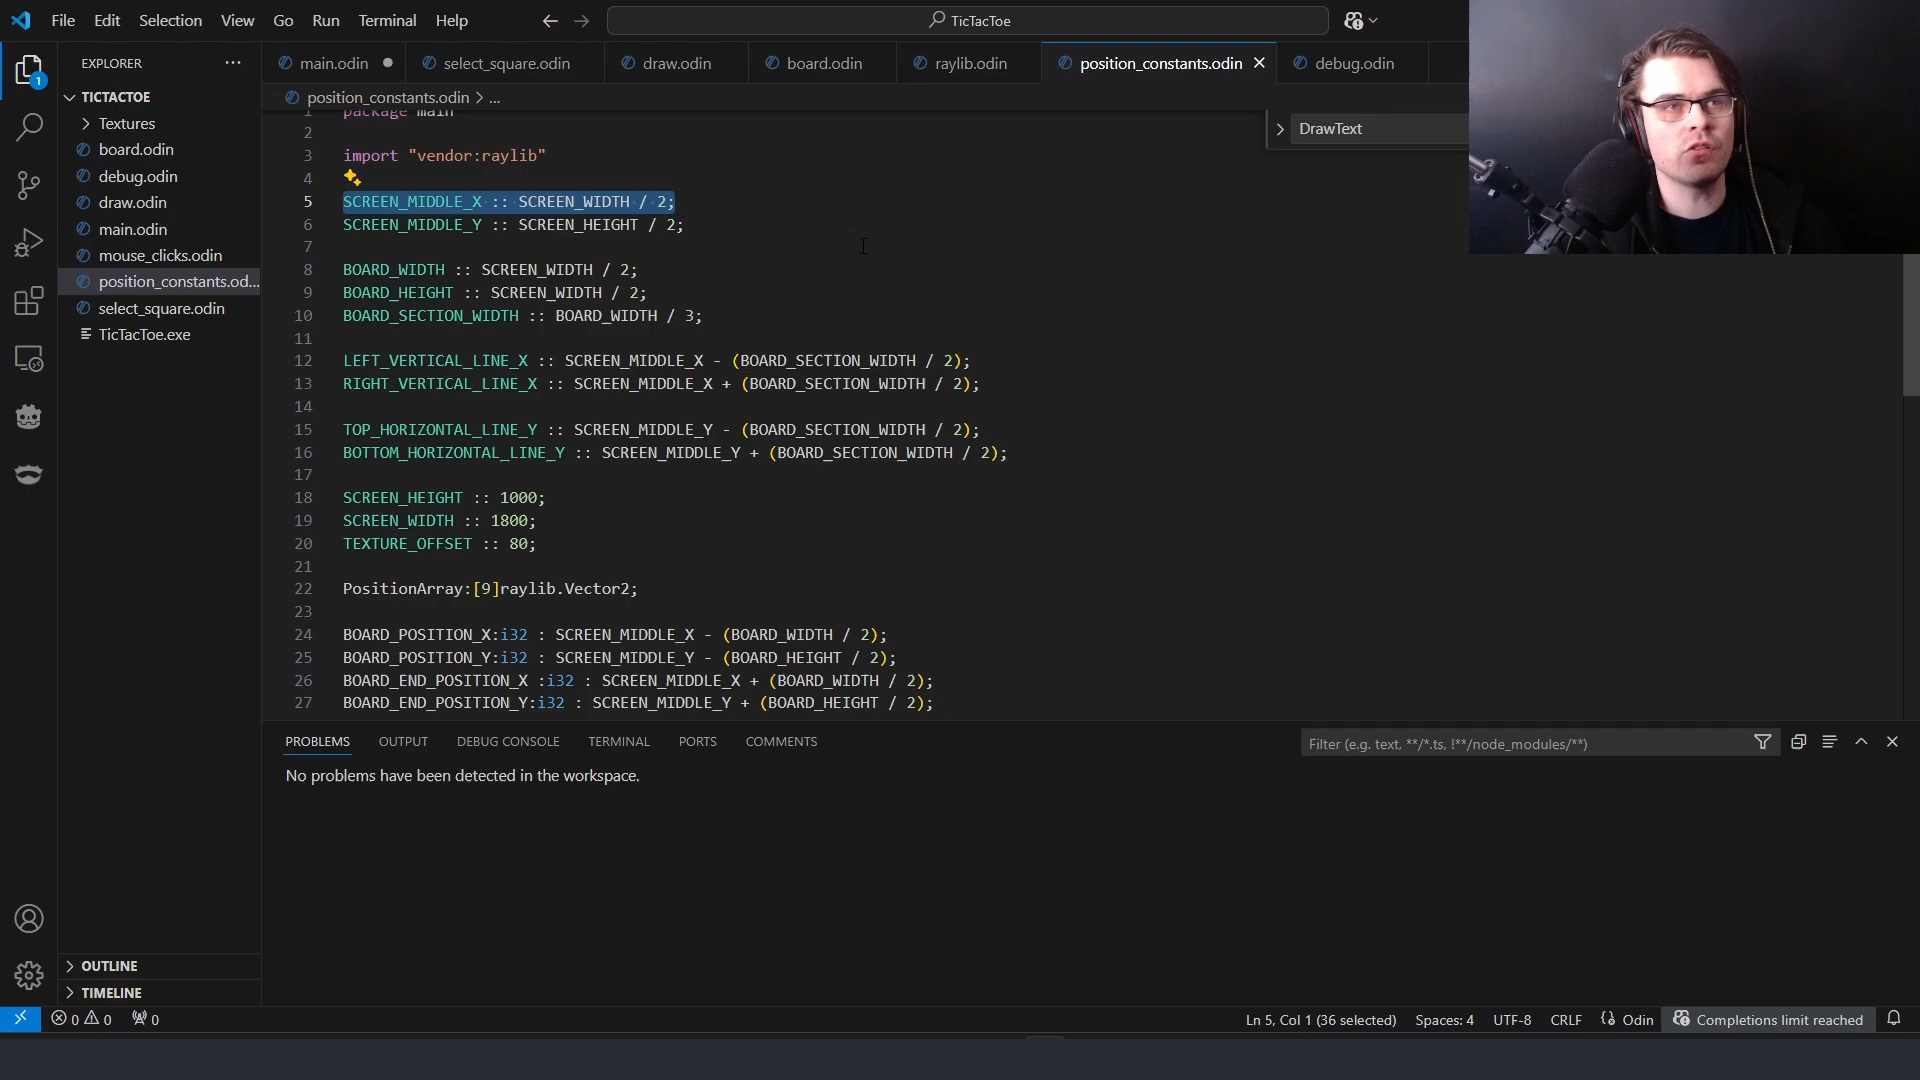 File Edit Selection View Go Run Terminal Help
TicTacToe
EXPLORER
main.odin
select_square.odin
draw.odin
board.odin
raylib.odin
position_constants.odin
debug.odin
position_constants.odin > ...
TICTACTOE
Textures
board.odin
debug.odin
draw.odin
main.odin
mouse_clicks.odin
position_constants.od...
select_square.odin
TicTacToe.exe
OUTLINE
TIMELINE
1
DrawText
1 package main
2
3 import "vendor:raylib"
4
5 SCREEN_MIDDLE_X :: SCREEN_WIDTH / 2;
6 SCREEN_MIDDLE_Y :: SCREEN_HEIGHT / 2;
7
8 BOARD_WIDTH :: SCREEN_WIDTH / 2;
9 BOARD_HEIGHT :: SCREEN_WIDTH / 2;
10 BOARD_SECTION_WIDTH :: BOARD_WIDTH / 3;
11
12 LEFT_VERTICAL_LINE_X :: SCREEN_MIDDLE_X - (BOARD_SECTION_WIDTH / 2);
13 RIGHT_VERTICAL_LINE_X :: SCREEN_MIDDLE_X + (BOARD_SECTION_WIDTH / 2);
14
15 TOP_HORIZONTAL_LINE_Y :: SCREEN_MIDDLE_Y - (BOARD_SECTION_WIDTH / 2);
16 BOTTOM_HORIZONTAL_LINE_Y :: SCREEN_MIDDLE_Y + (BOARD_SECTION_WIDTH / 2);
17
18 SCREEN_HEIGHT :: 1000;
19 SCREEN_WIDTH :: 1800;
20 TEXTURE_OFFSET :: 80;
21
22 PositionArray:[9]raylib.Vector2;
23
24 BOARD_POSITION_X:i32 : SCREEN_MIDDLE_X - (BOARD_WIDTH / 2);
25 BOARD_POSITION_Y:i32 : SCREEN_MIDDLE_Y - (BOARD_HEIGHT / 2);
26 BOARD_END_POSITION_X :i32 : SCREEN_MIDDLE_X + (BOARD_WIDTH / 2);
27 BOARD_END_POSITION_Y:i32 : SCREEN_MIDDLE_Y + (BOARD_HEIGHT / 2);
PROBLEMS OUTPUT DEBUG CONSOLE TERMINAL PORTS COMMENTS
Filter (e.g. text, **/*.ts, !**/node_modules/**)
No problems have been detected in the workspace.
0 0 0
Ln 5, Col 1 (36 selected) Spaces: 4 UTF-8 CRLF Odin Completions limit reached